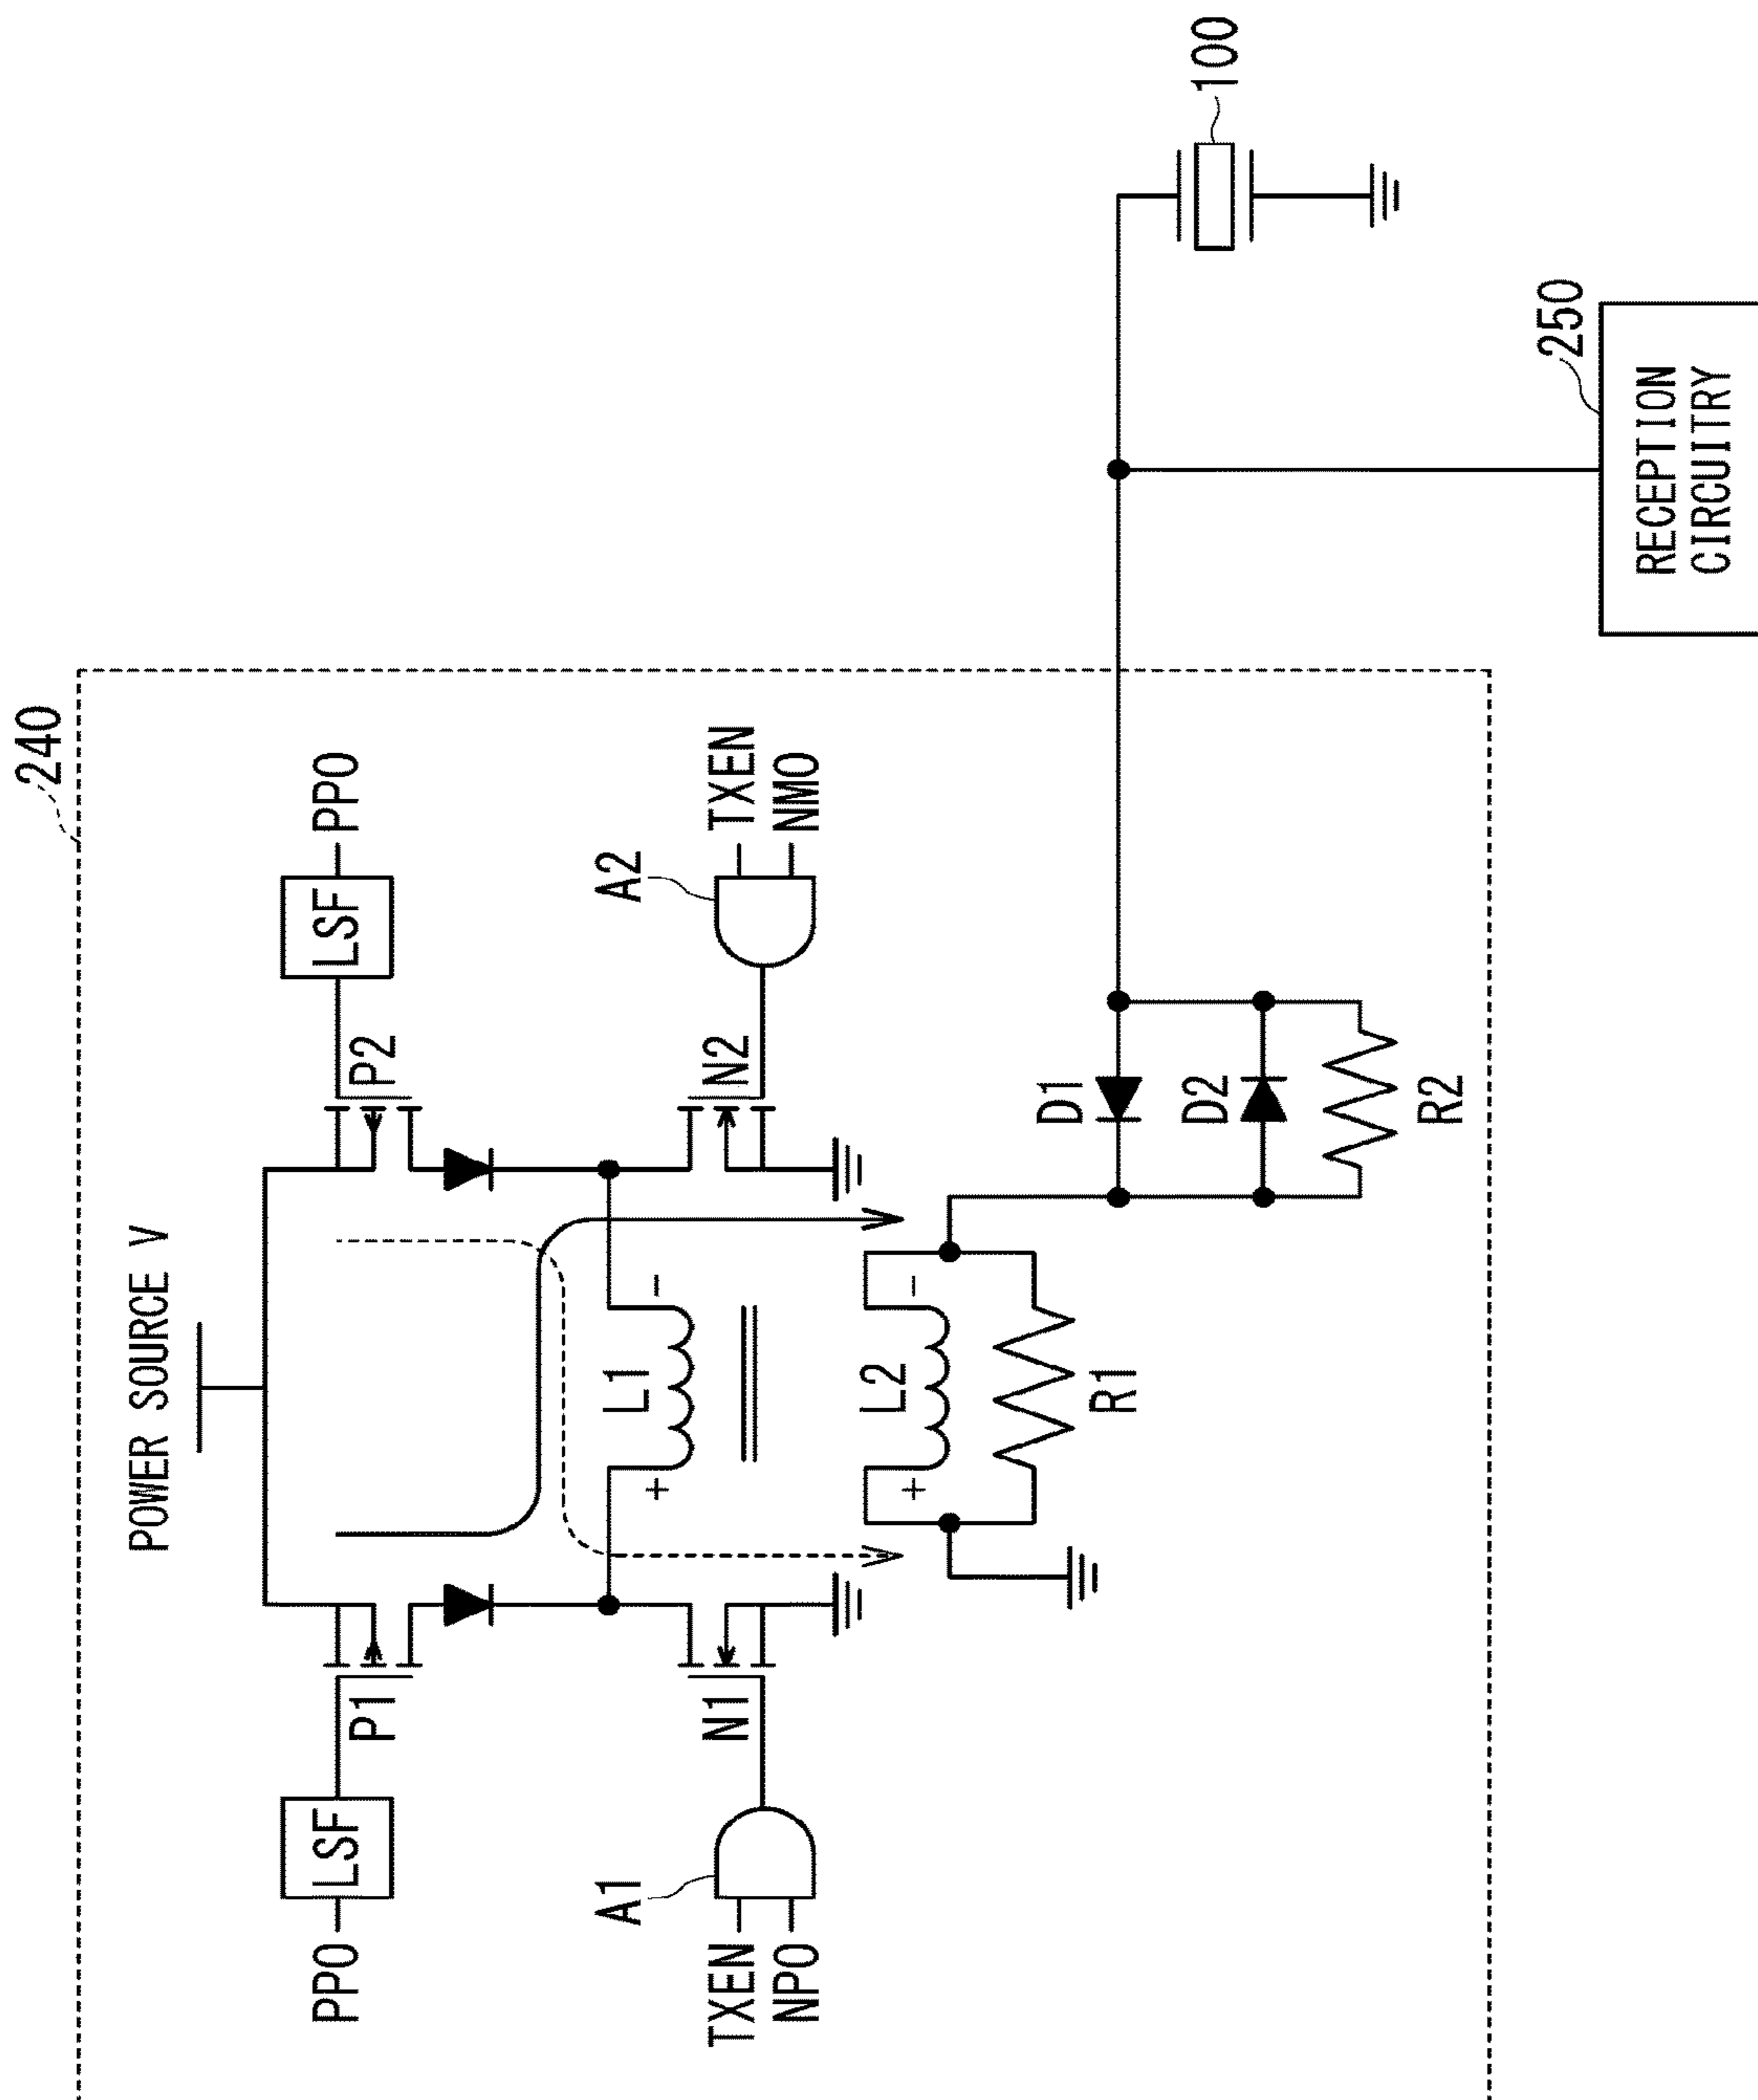 240
POWER SOURCE V
PPO LSF LSF PPO
P1 P2
A1 L1 A2
+ -
TXEN N1 N2 TXEN
NPO NMO
L2
+ -
D1
R1
D2 100
R2
250
RECEPTION
CIRCUITRY